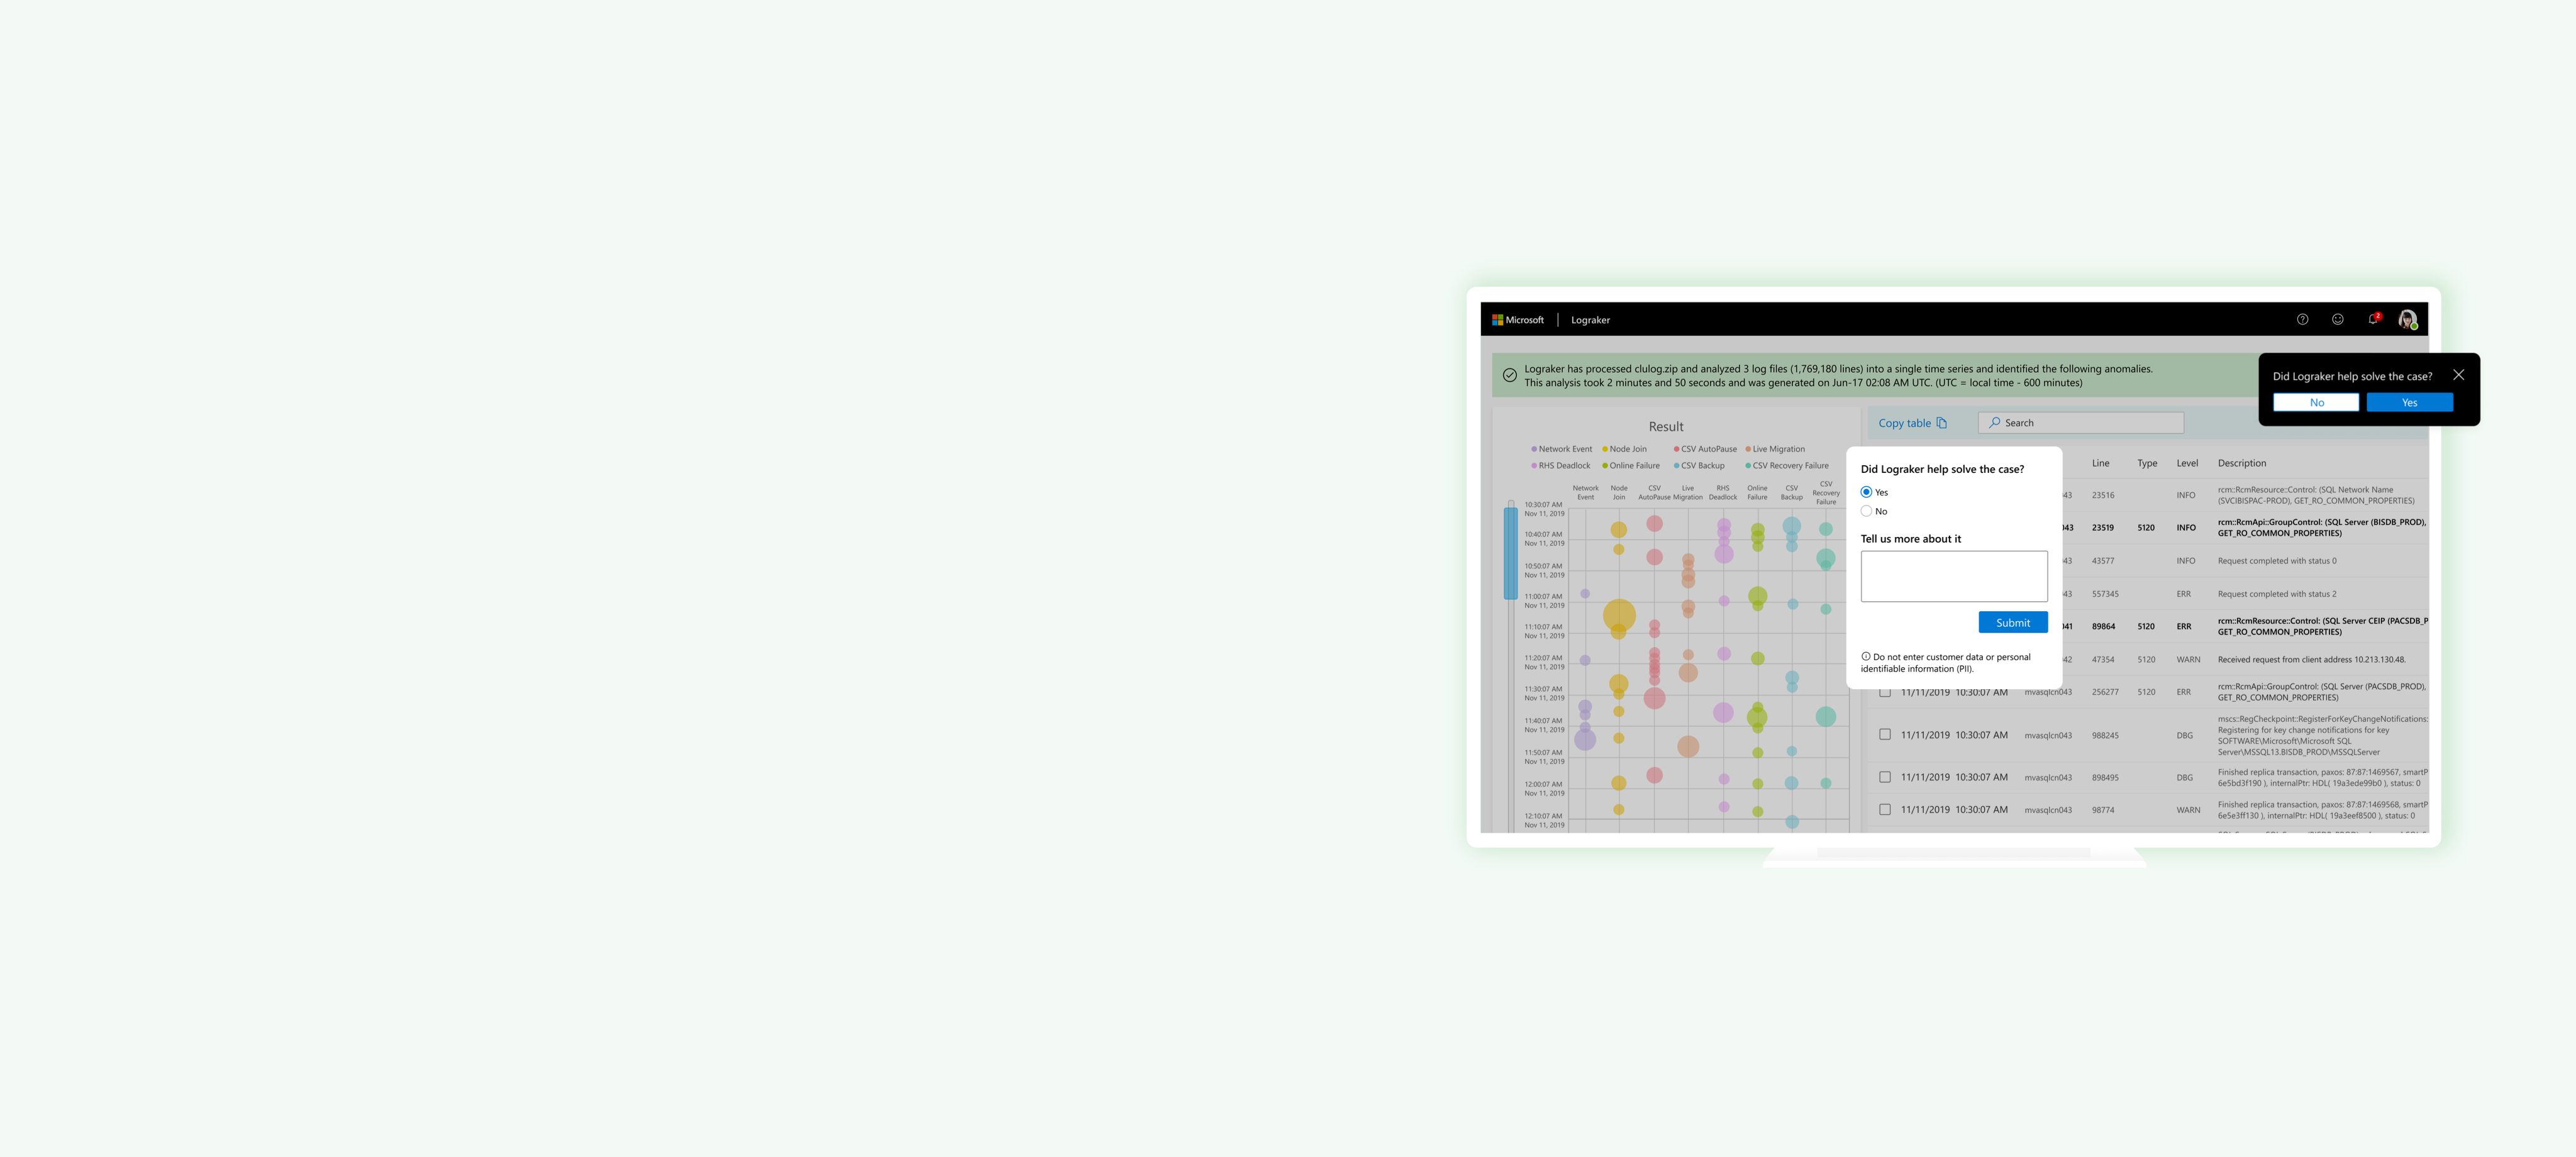 Microsoft | Lograker
2
Lograker has processed clulog.zip and analyzed 3 log files (1,769,180 lines) into a single time series and identified the following anomalies.
This analysis took 2 minutes and 50 seconds and was generated on Jun-17 02:08 AM UTC. (UTC = local time - 600 minutes)
Did Lograker help solve the case?
No Yes
Result
Network Event Node Join CSV AutoPause Live Migration
RHS Deadlock Online Failure CSV Backup CSV Recovery Failure
Network Event
Node Join
CSV AutoPause
Live Migration
RHS Deadlock
Online Failure
CSV Backup
CSV Recovery Failure
10:30:07 AM
Nov 11, 2019
10:40:07 AM
Nov 11, 2019
10:50:07 AM
Nov 11, 2019
11:00:07 AM
Nov 11, 2019
11:10:07 AM
Nov 11, 2019
11:20:07 AM
Nov 11, 2019
11:30:07 AM
Nov 11, 2019
11:40:07 AM
Nov 11, 2019
11:50:07 AM
Nov 11, 2019
12:00:07 AM
Nov 11, 2019
12:10:07 AM
Nov 11, 2019
Copy table
Search
Did Lograker help solve the case?
Yes
No
Tell us more about it
Submit
Do not enter customer data or personal
identifiable information (PII).
Line Type Level Description
43 23516 INFO rcm::RcmResource::Control: (SQL Network Name
(SVCIBISPAC-PROD), GET_RO_COMMON_PROPERTIES)
43 23519 5120 INFO rcm::RcmApi::GroupControl: (SQL Server (BISDB_PROD),
GET_RO_COMMON_PROPERTIES)
43 43577 INFO Request completed with status 0
43 557345 ERR Request completed with status 2
41 89864 5120 ERR rcm::RcmResource::Control: (SQL Server CEIP (PACSDB_P
GET_RO_COMMON_PROPERTIES)
42 47354 5120 WARN Received request from client address 10.213.130.48.
11/11/2019 10:30:07 AM mvasqlcn043 256277 5120 ERR rcm::RcmApi::GroupControl: (SQL Server (PACSDB_PROD),
GET_RO_COMMON_PROPERTIES)
11/11/2019 10:30:07 AM mvasqlcn043 988245 DBG mscs::RegCheckpoint::RegisterForKeyChangeNotifications:
Registering for key change notifications for key
SOFTWARE\Microsoft\Microsoft SQL
Server\MSSQL13.BISDB_PROD\MSSQLServer
11/11/2019 10:30:07 AM mvasqlcn043 898495 DBG Finished replica transaction, paxos: 87:87:1469567, smartP
6e5bd3f190 ), internalPtr: HDL( 19a3ede99b0 ), status: 0
11/11/2019 10:30:07 AM mvasqlcn043 98774 WARN Finished replica transaction, paxos: 87:87:1469568, smartP
6e5e3ff130 ), internalPtr: HDL( 19a3eef8500 ), status: 0